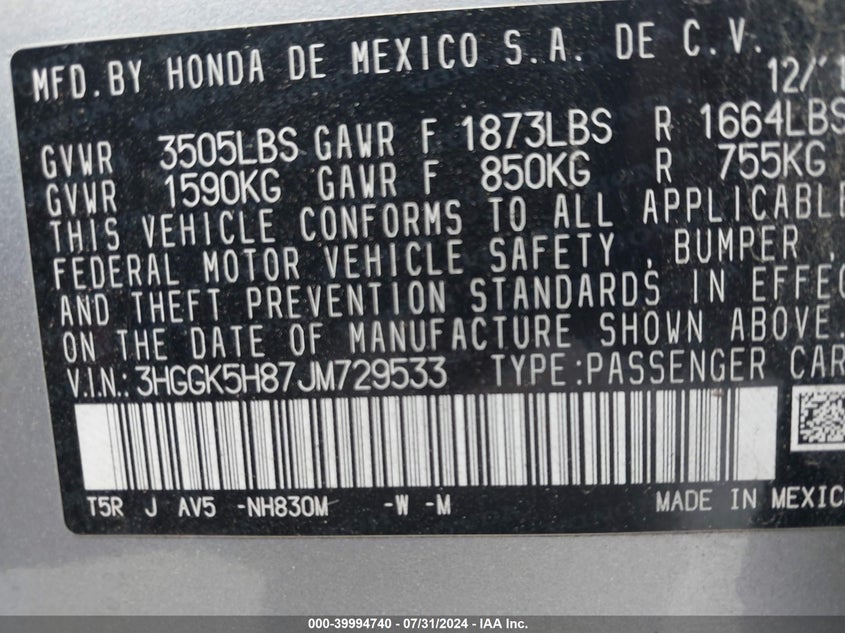 MFD.BY HONDA DE MEXICO S.A. DE C.V.
12/'1
GVWR 3505LBS GAWR F 1873LBS R 1664LBS
GVWR 1590KG GAWR F 850KG R 755KG
THIS VEHICLE CONFORMS TO ALL APPLICABLE
FEDERAL MOTOR VEHICLE SAFETY , BUMPER ,
AND THEFT PREVENTION STANDARDS IN EFFEC
ON THE DATE OF MANUFACTURE SHOWN ABOVE.
V.I.N.: 3HGGK5H87JM729533 TYPE:PASSENGER CAR
T5R J AV5 -NH830M -W -M MADE IN MEXICO
000-39994740 - 07/31/2024 - IAA Inc.